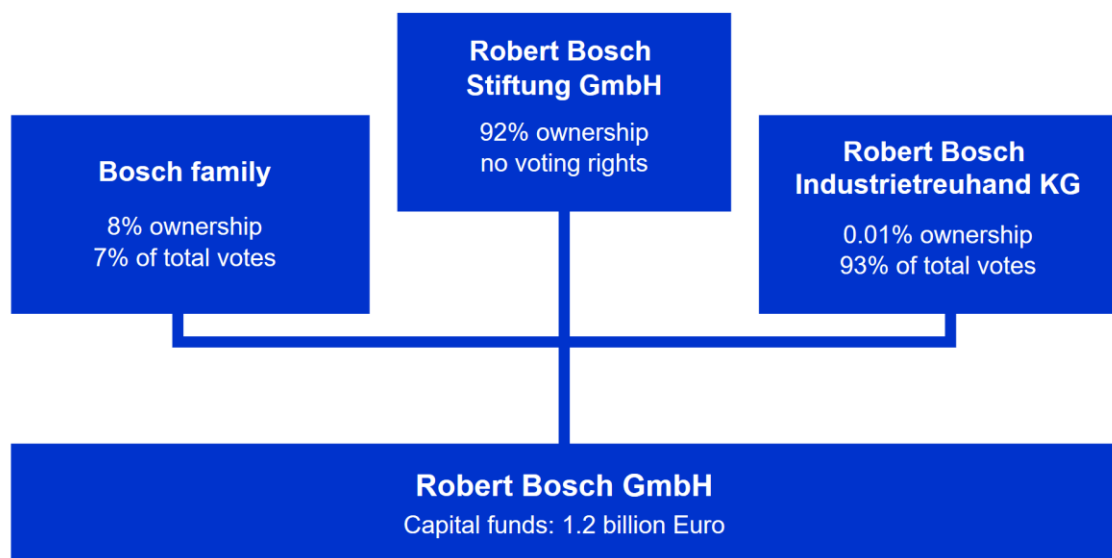 Robert Bosch
Stiftung GmbH
92% ownership
no voting rights
Bosch family
8% ownership
7% of total votes
Robert Bosch
Industrietreuhand KG
0.01% ownership
93% of total votes
Robert Bosch GmbH
Capital funds: 1.2 billion Euro